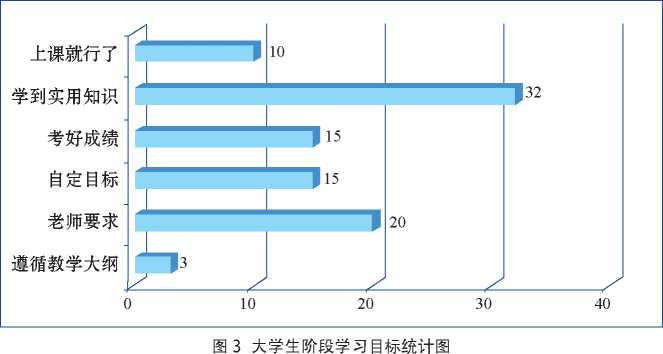 上课就行了 10
学到实用知识 32
考好成绩 15
自定目标 15
老师要求 20
遵循教学大纲 3
0 10 20 30 40
图 3 大学生阶段学习目标统计图